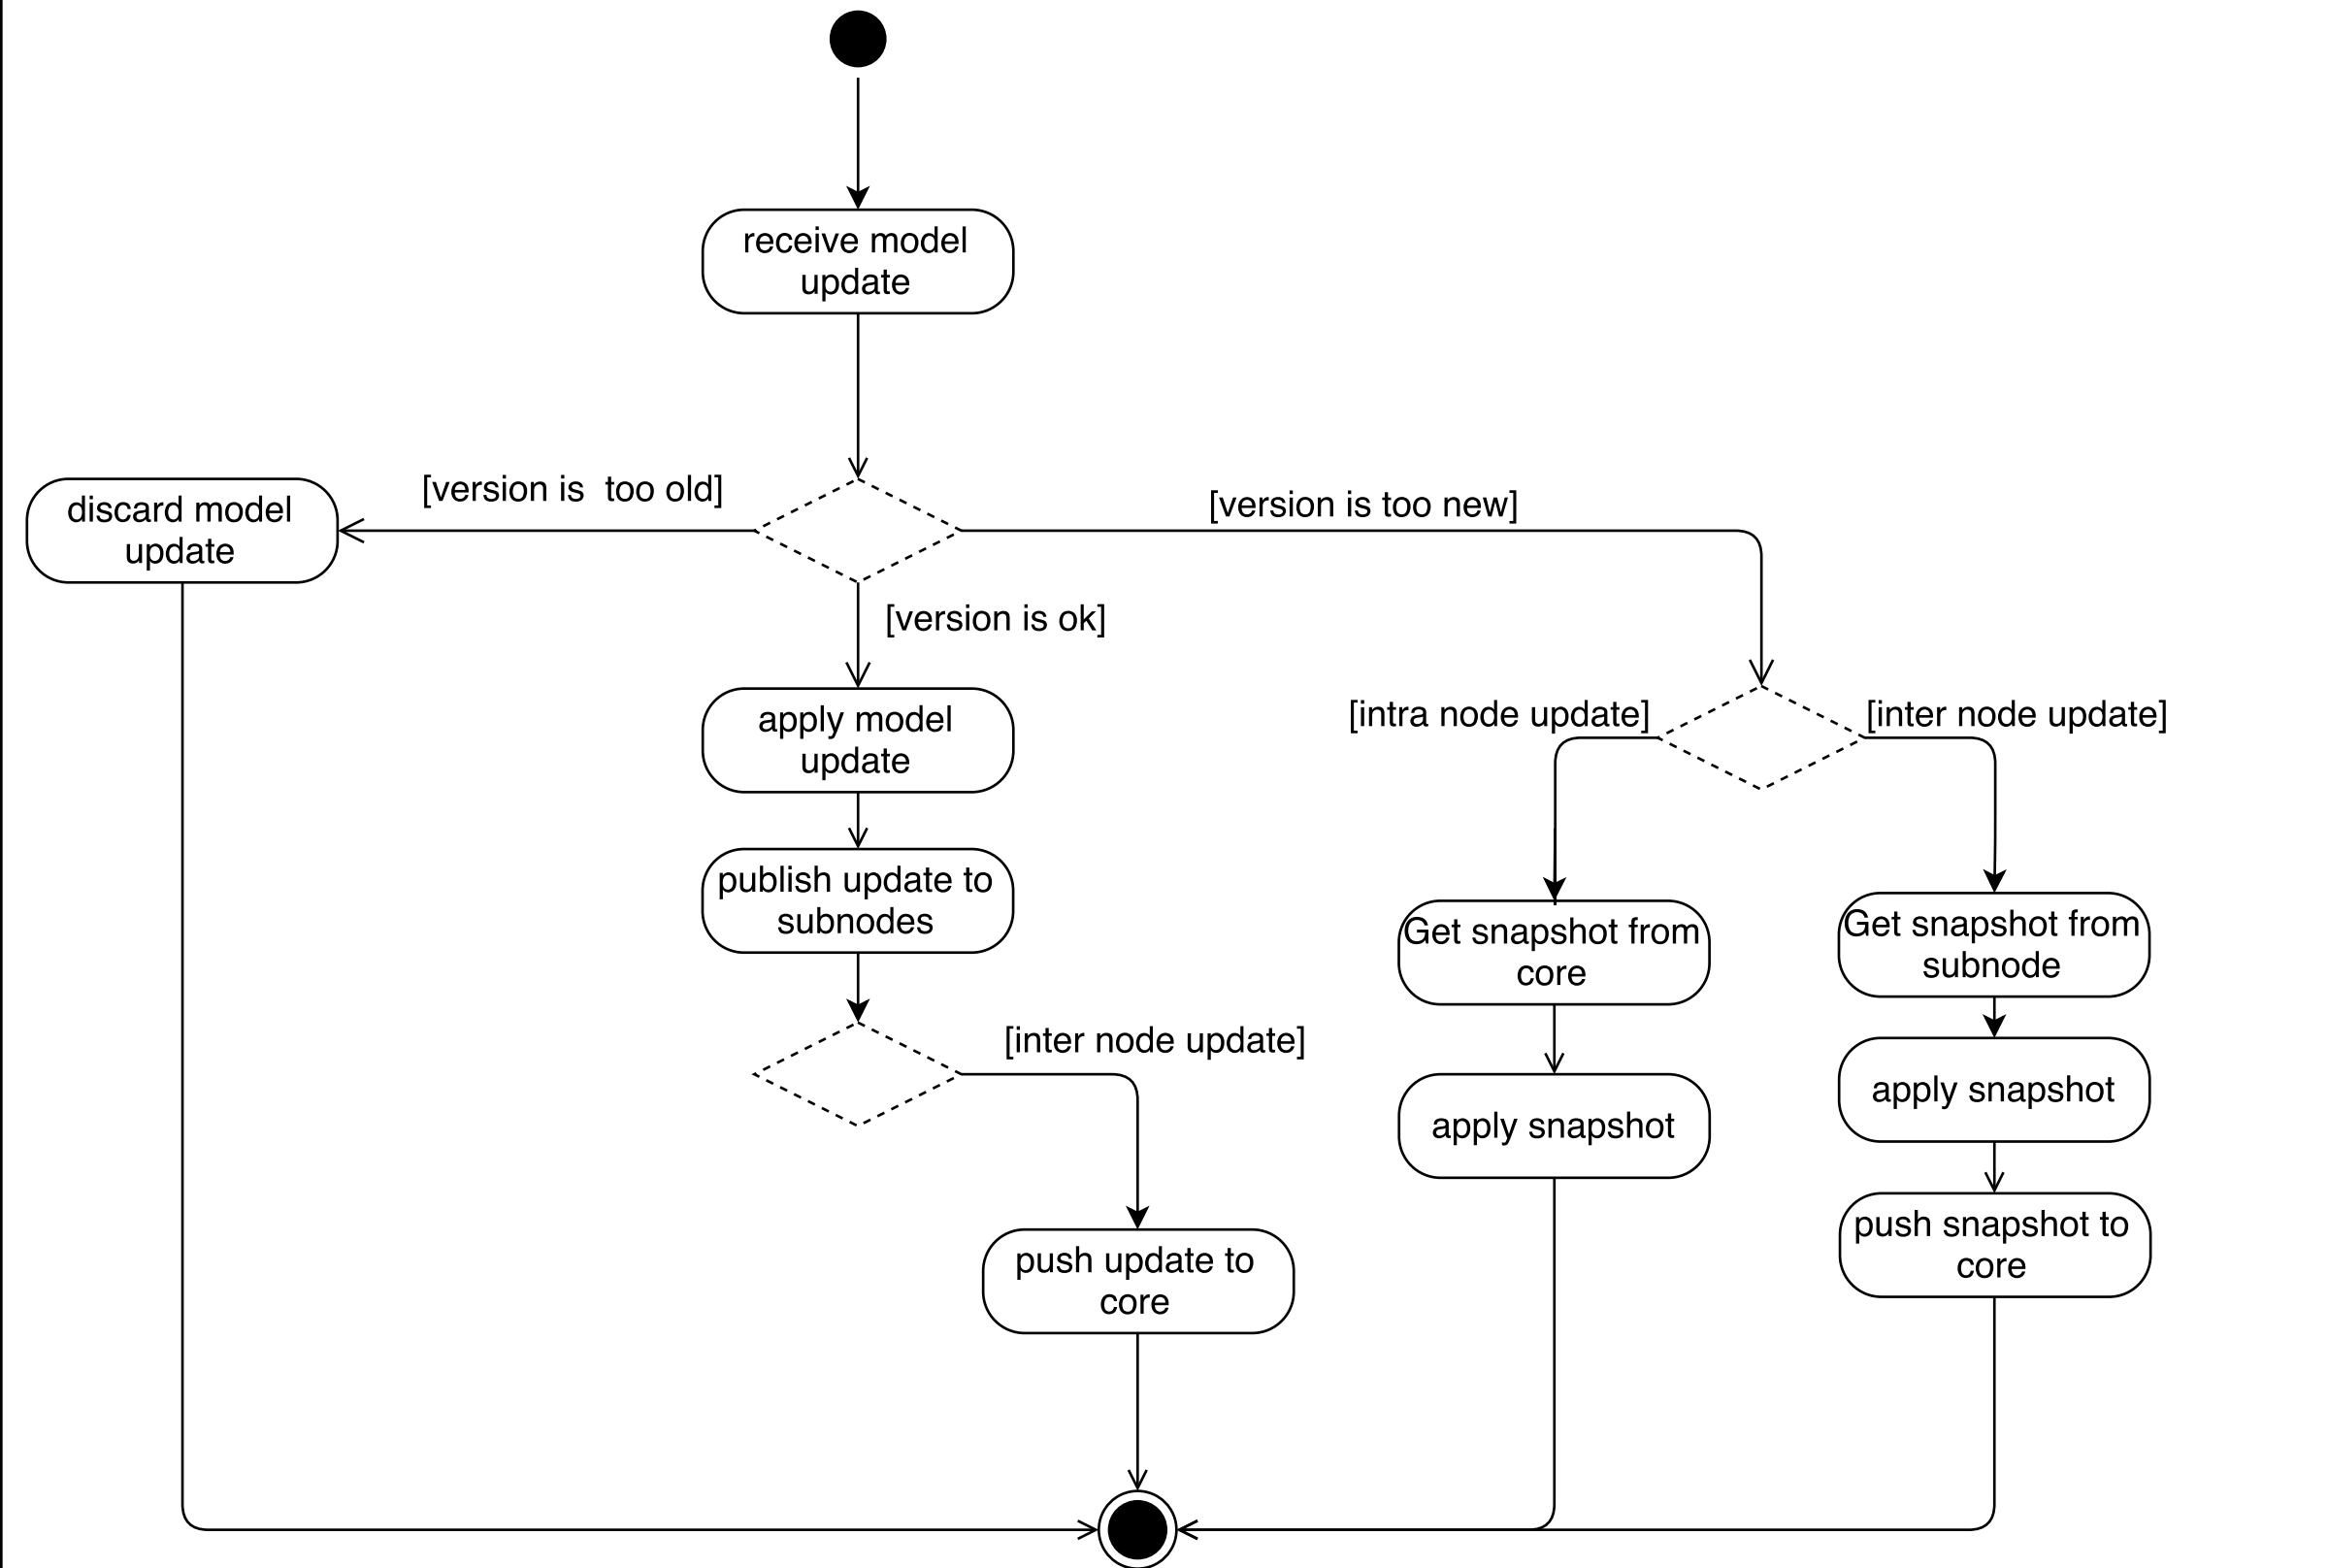 receive model
update
discard model
update
[version is  too old]
[version is too new]
[version is ok]
apply model
update
[intra node update]
[inter node update]
publish update to
subnodes
Get snapshot from
core
Get snapshot from
subnode
[inter node update]
apply snapshot
apply snapshot
push update to
core
push snapshot to
core